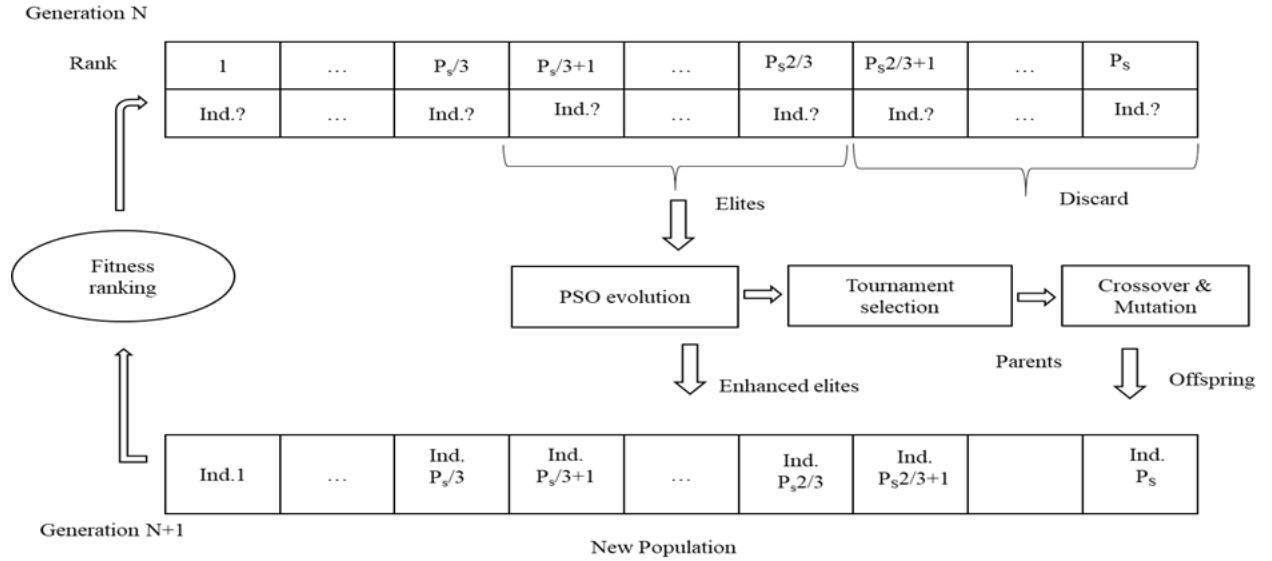 Generation N
Rank 1 … Pₛ/3 Pₛ/3+1 … Pₛ2/3 Pₛ2/3+1 … Pₛ
Ind.? … Ind.? Ind.? … Ind.? Ind.? … Ind.?
Elites
Discard
Fitness
ranking
PSO evolution
Tournament
selection
Crossover &
Mutation
Enhanced elites
Parents
Offspring
Ind.1 … Ind. Pₛ/3 Ind. Pₛ/3+1 … Ind. Pₛ2/3 Ind. Pₛ2/3+1 Ind. Pₛ
Generation N+1
New Population